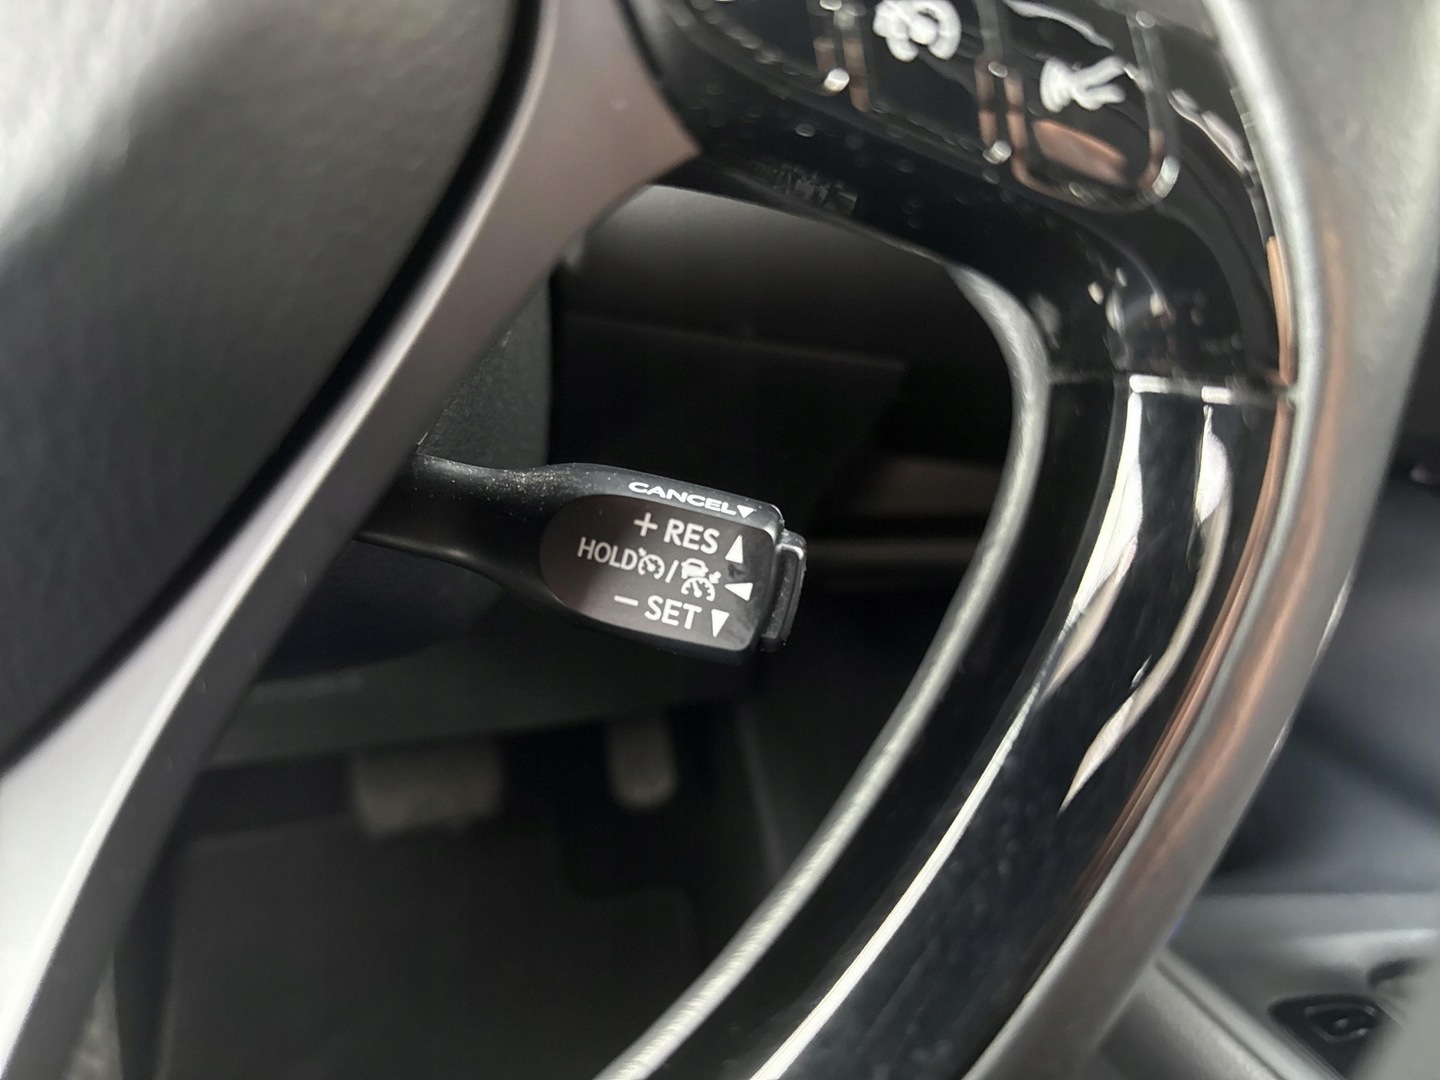 CANCEL▼
+ RES ▲
HOLD / ◀
− SET ▼